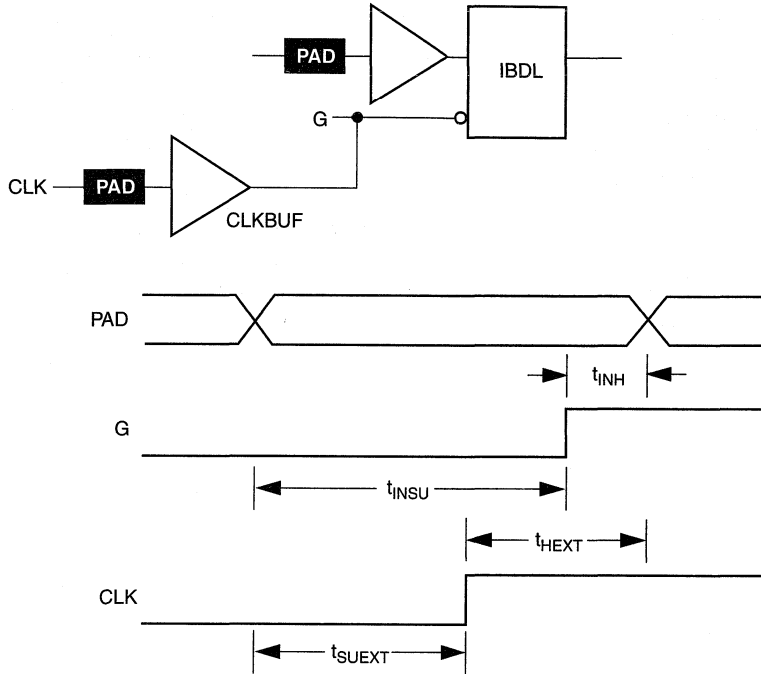 PAD
IBDL
G
CLK
PAD
CLKBUF
PAD
tINH
G
tINSU
tHEXT
CLK
tSUEXT